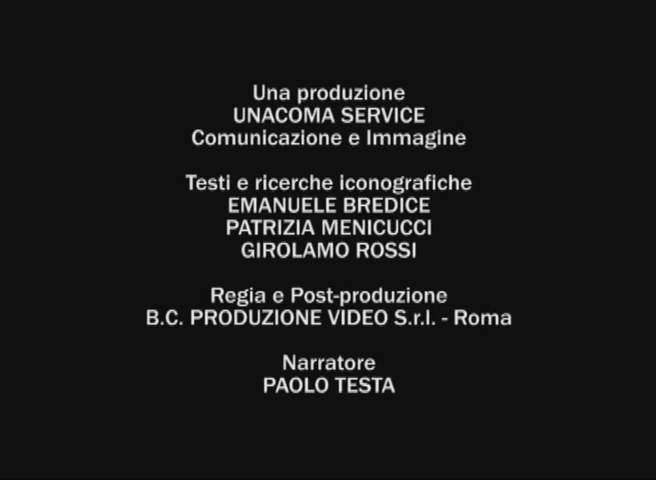 Una produzione
UNACOMA SERVICE
Comunicazione e Immagine
Testi e ricerche iconografiche
EMANUELE BREDICE
PATRIZIA MENICUCCI
GIROLAMO ROSSI
Regia e Post-produzione
B.C. PRODUZIONE VIDEO S.r.l. - Roma
Narratore
PAOLO TESTA